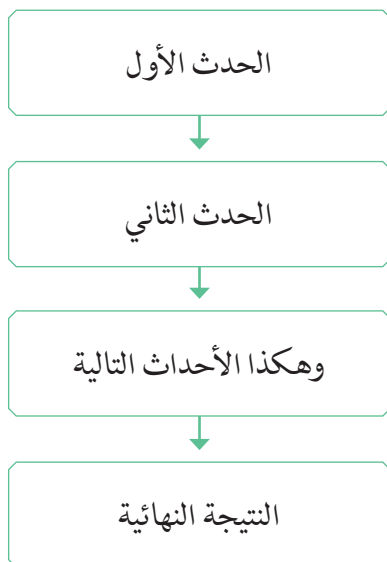 الحدث الأول
الحدث الثاني
وهكذا الأحداث التالية
النتيجة النهائية